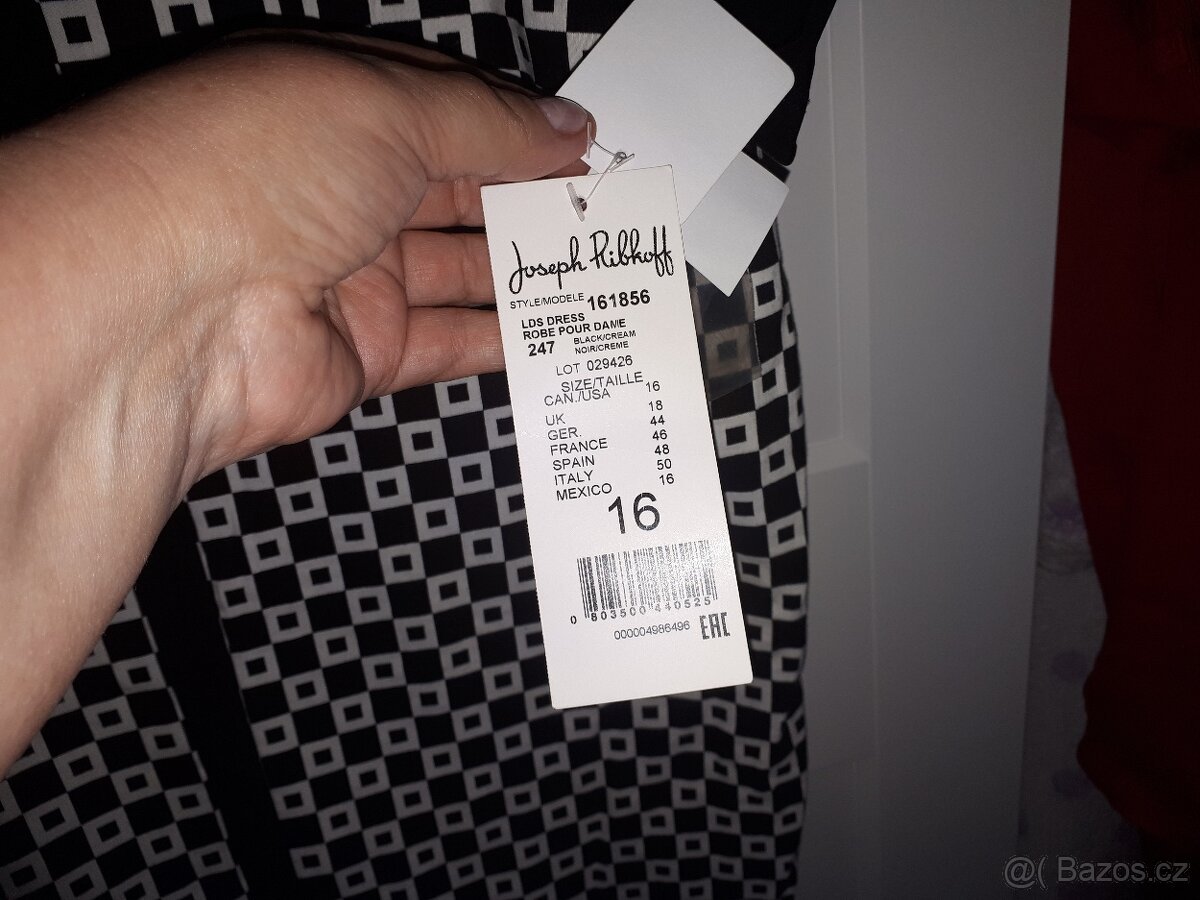 Joseph Ribkoff
STYLE/MODELE 161856
LDS DRESS
ROBE POUR DAME
247 BLACK/CREAM
NOIR/CREME
LOT 029426
SIZE/TAILLE
CAN./USA 16
UK 18
GER. 44
FRANCE 46
SPAIN 48
ITALY 50
MEXICO 16
16
0 803500 440525
000004986496 EAC
@( Bazos.cz